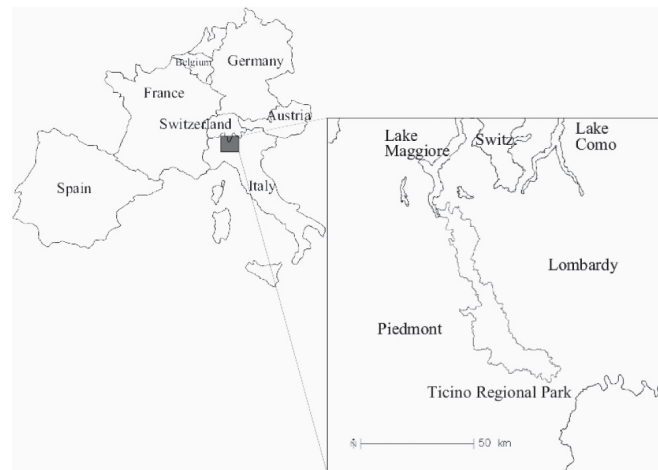 Belgium
Germany
France
Switzerland
Austria
Spain
Italy
Lake
Maggiore
Switz.
Lake
Como
Lombardy
Piedmont
Ticino Regional Park
N
50 km